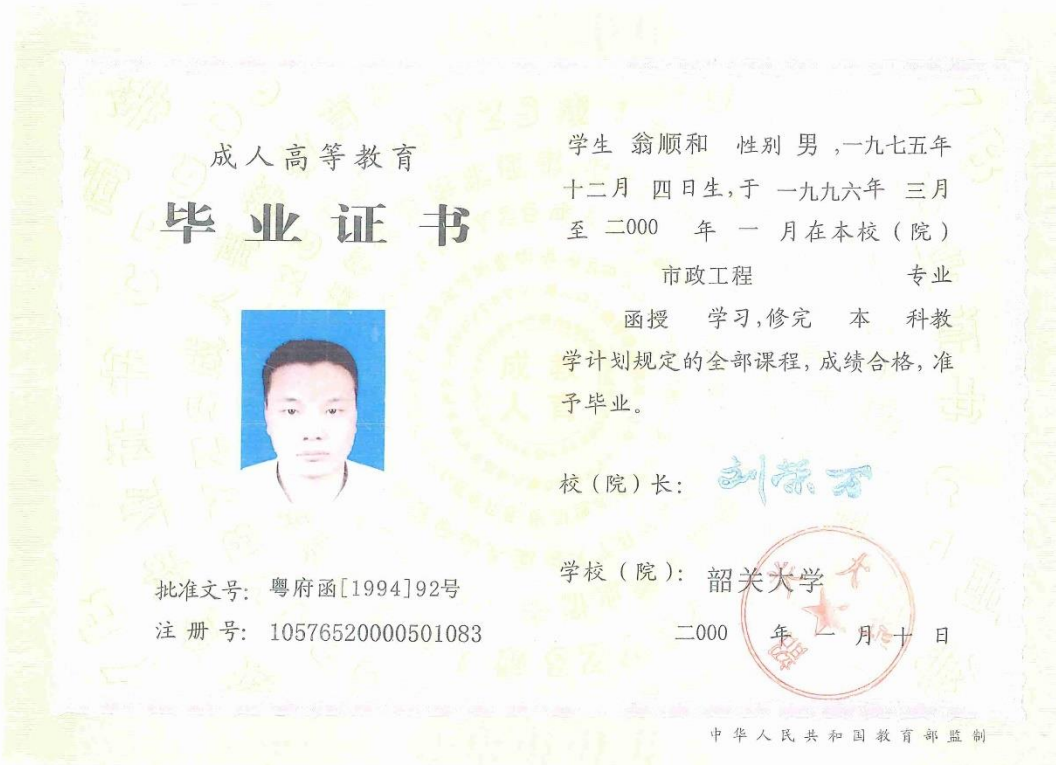 成人高等教育
毕业证书
批准文号: 粤府函[1994]92号
注册号: 105765200000501083
学生 翁顺和 性别 男 ,一九七五年
十二月 四日生,于 一九九六年 三月
至 二000 年 一 月在本校(院)
市政工程 专业
函授 学习,修完 本 科教
学计划规定的全部课程, 成绩合格, 准
予毕业。
校(院)长: 刘荣万
学校(院): 韶关大学
二000 年 一 月 十 日
中华人民共和国教育部监制